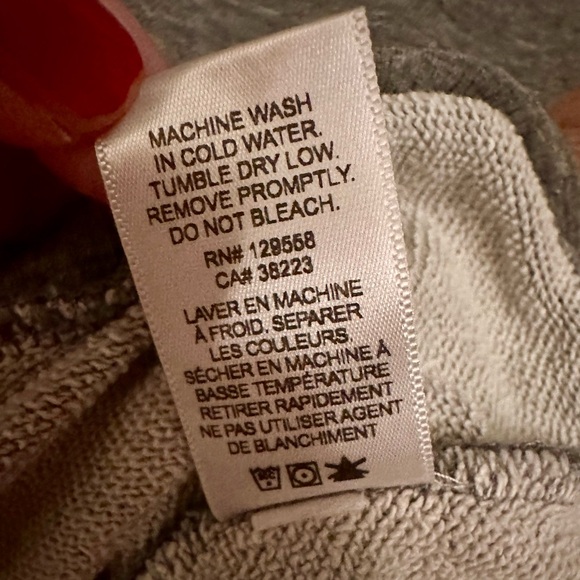 MACHINE WASH
IN COLD WATER.
TUMBLE DRY LOW.
REMOVE PROMPTLY.
DO NOT BLEACH.
RN# 129558
CA# 38223
LAVER EN MACHINE
À FROID. SEPARER
LES COULEURS.
SÉCHER EN MACHINE À
BASSE TEMPÉRATURE
RETIRER RAPIDEMENT
NE PAS UTILISER AGENT
DE BLANCHIMENT